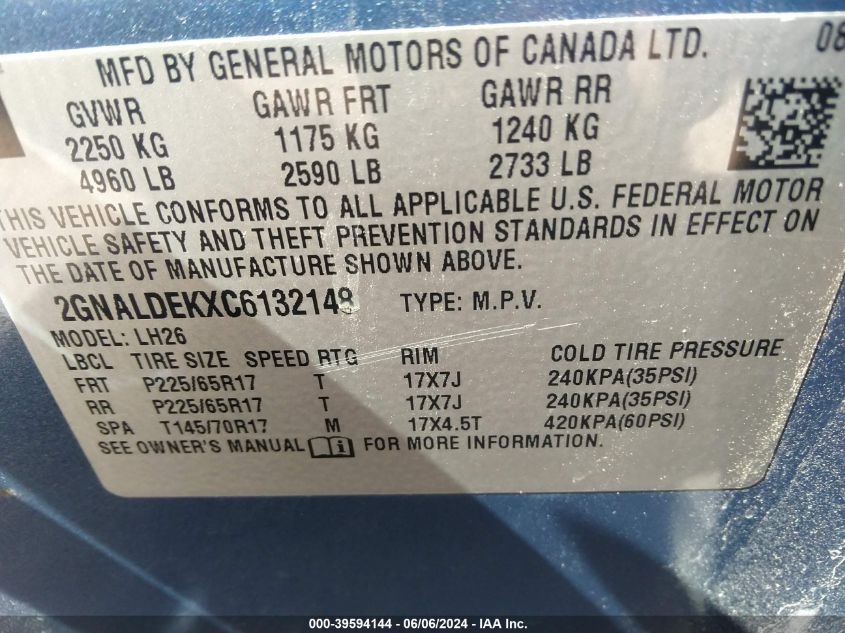 MFD BY GENERAL MOTORS OF CANADA LTD. 08
GVWR GAWR FRT GAWR RR
2250 KG 1175 KG 1240 KG
4960 LB 2590 LB 2733 LB
THIS VEHICLE CONFORMS TO ALL APPLICABLE U.S. FEDERAL MOTOR
VEHICLE SAFETY AND THEFT PREVENTION STANDARDS IN EFFECT ON
THE DATE OF MANUFACTURE SHOWN ABOVE.
2GNALDEKXC6132148 TYPE: M.P.V.
MODEL: LH26
LBCL TIRE SIZE SPEED RTG RIM COLD TIRE PRESSURE
FRT P225/65R17 T 17X7J 240KPA(35PSI)
RR P225/65R17 T 17X7J 240KPA(35PSI)
SPA T145/70R17 M 17X4.5T 420KPA(60PSI)
SEE OWNER'S MANUAL i FOR MORE INFORMATION.
000-39594144 - 06/06/2024 - IAA Inc.